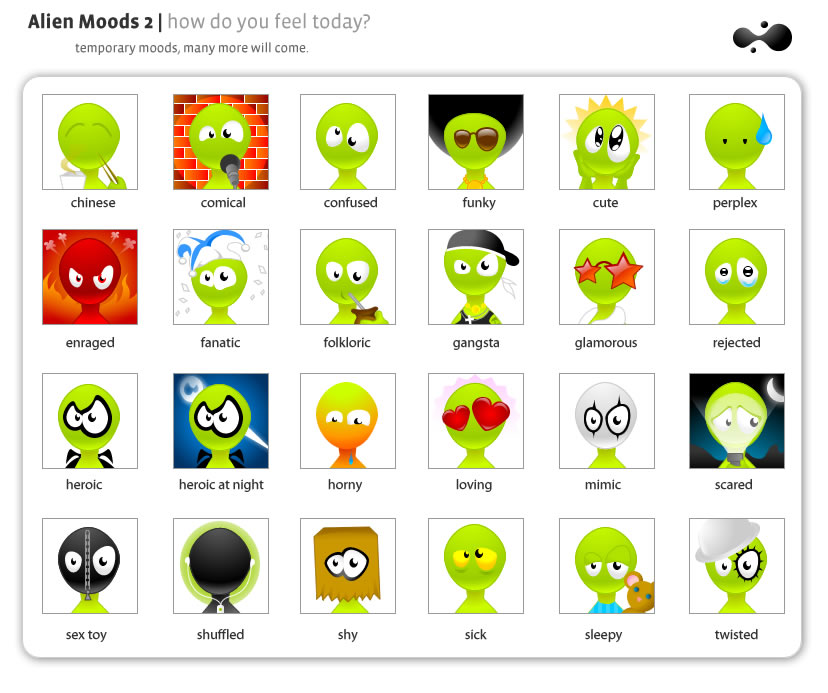 Alien Moods 2 | how do you feel today?
temporary moods, many more will come.
chinese comical confused funky cute perplex
enraged fanatic folkloric gangsta glamorous rejected
heroic heroic at night horny loving mimic scared
sex toy shuffled shy sick sleepy twisted